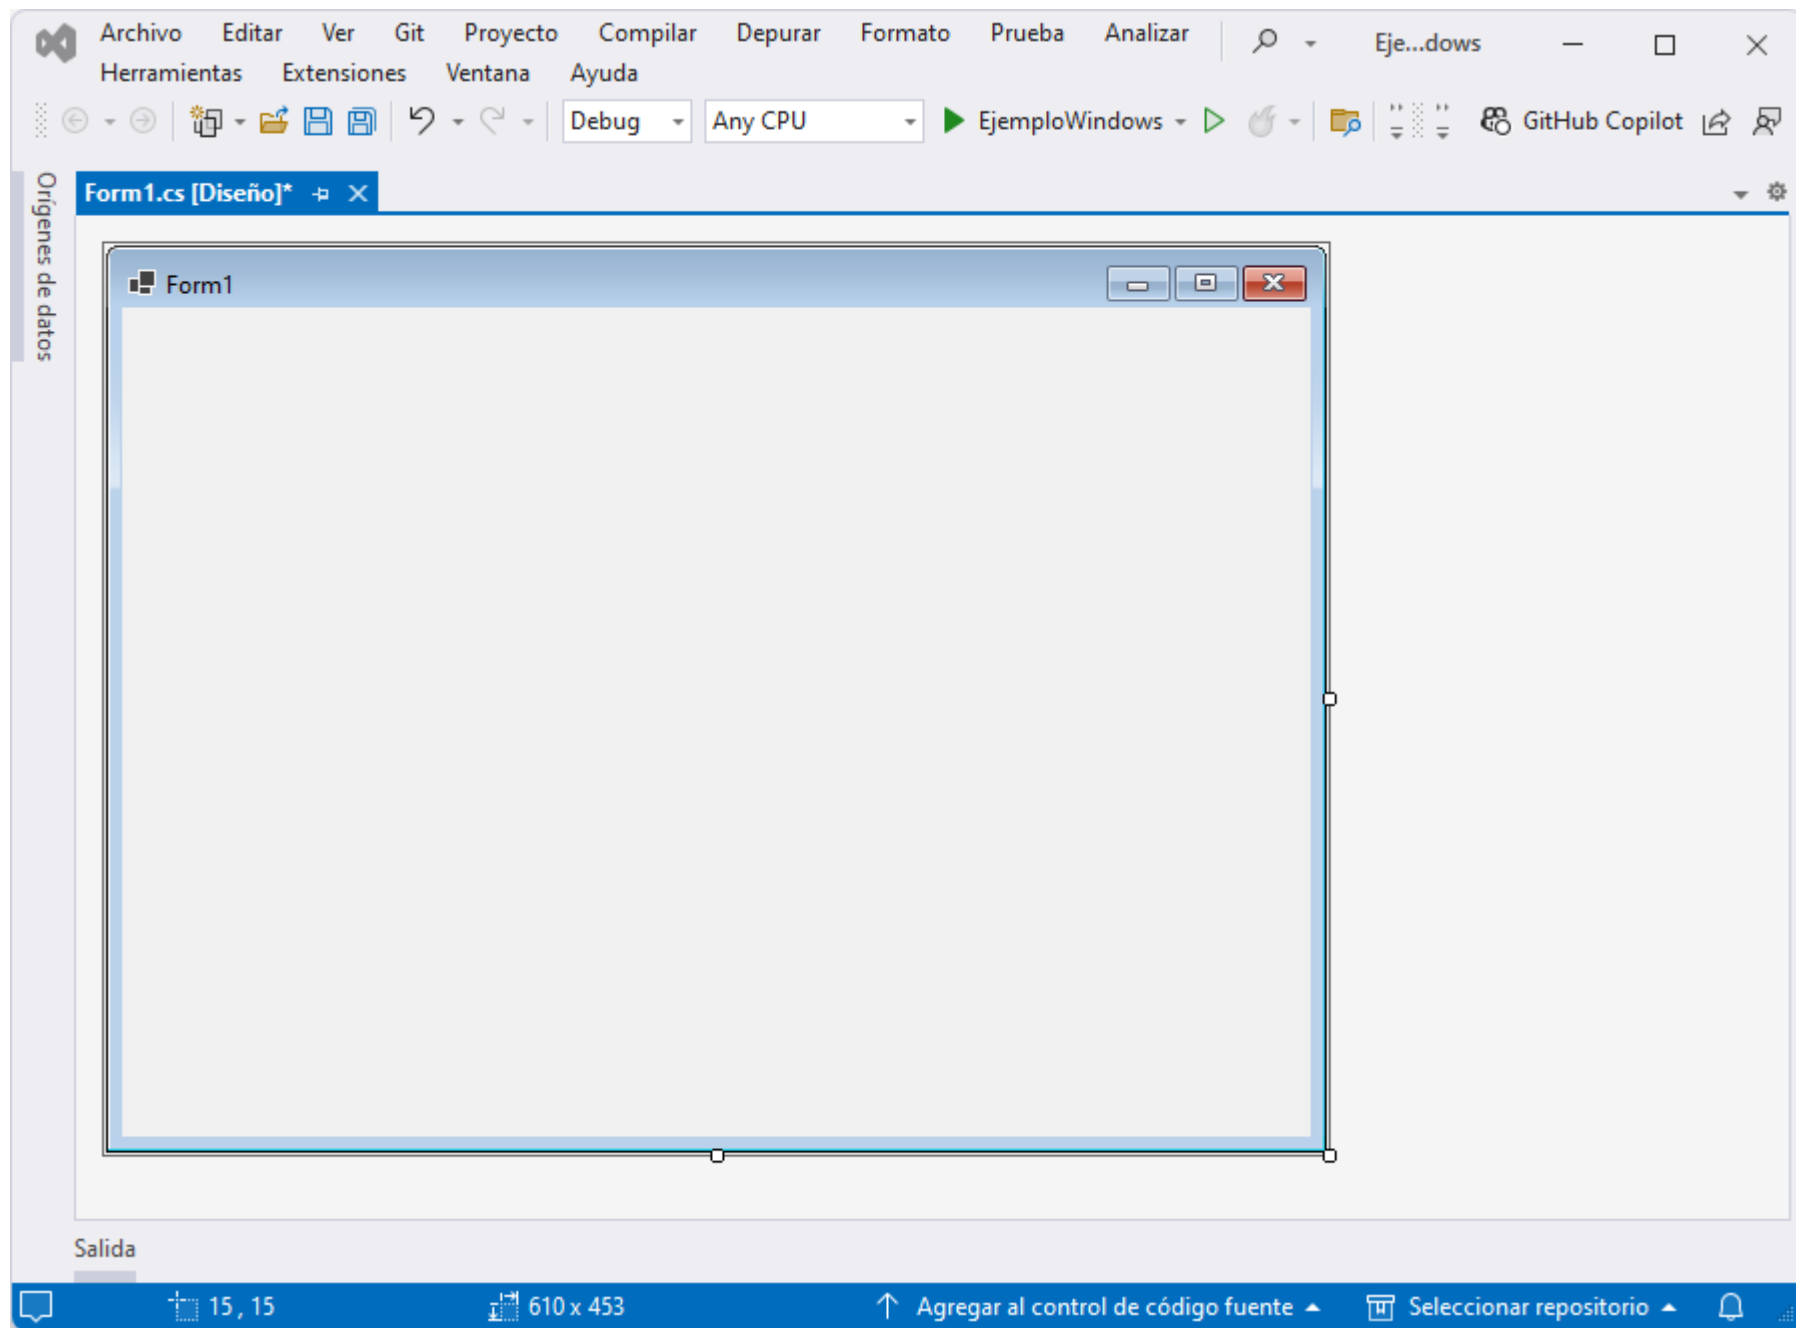 Archivo Editar Ver Git Proyecto Compilar Depurar Formato Prueba Analizar Eje...dows
Herramientas Extensiones Ventana Ayuda
Debug Any CPU EjemploWindows GitHub Copilot
Orígenes de datos
Form1.cs [Diseño]*
Form1
Salida
15 , 15 610 x 453 Agregar al control de código fuente Seleccionar repositorio